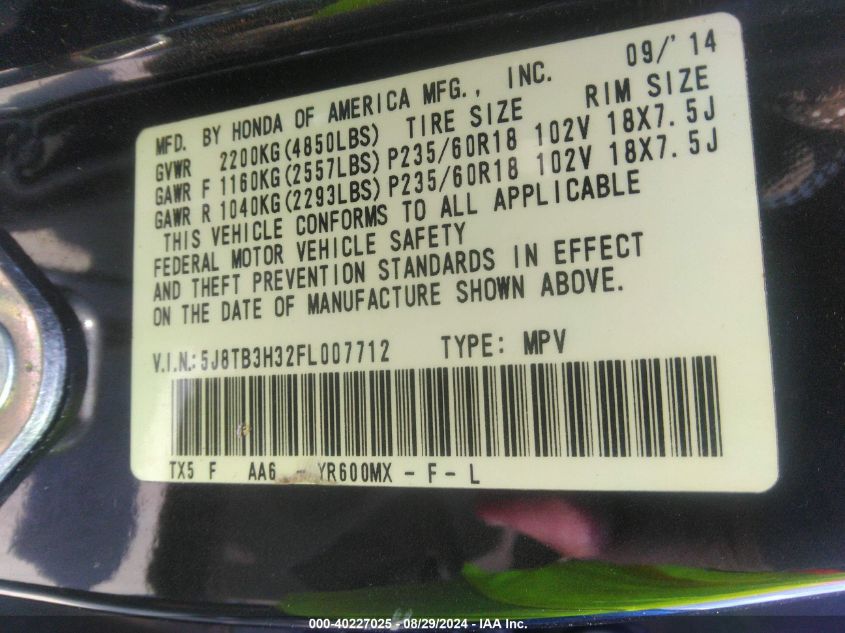 MFD. BY HONDA OF AMERICA MFG., INC. 09/'14
GVWR 2200KG(4850LBS) TIRE SIZE RIM SIZE
GAWR F 1160KG(2557LBS) P235/60R18 102V 18X7.5J
GAWR R 1040KG(2293LBS) P235/60R18 102V 18X7.5J
THIS VEHICLE CONFORMS TO ALL APPLICABLE
FEDERAL MOTOR VEHICLE SAFETY
AND THEFT PREVENTION STANDARDS IN EFFECT
ON THE DATE OF MANUFACTURE SHOWN ABOVE.
V.I.N.: 5J8TB3H32FL007712 TYPE: MPV
TX5 F AA6 - YR600MX - F - L
000-40227025 - 08/29/2024 - IAA Inc.